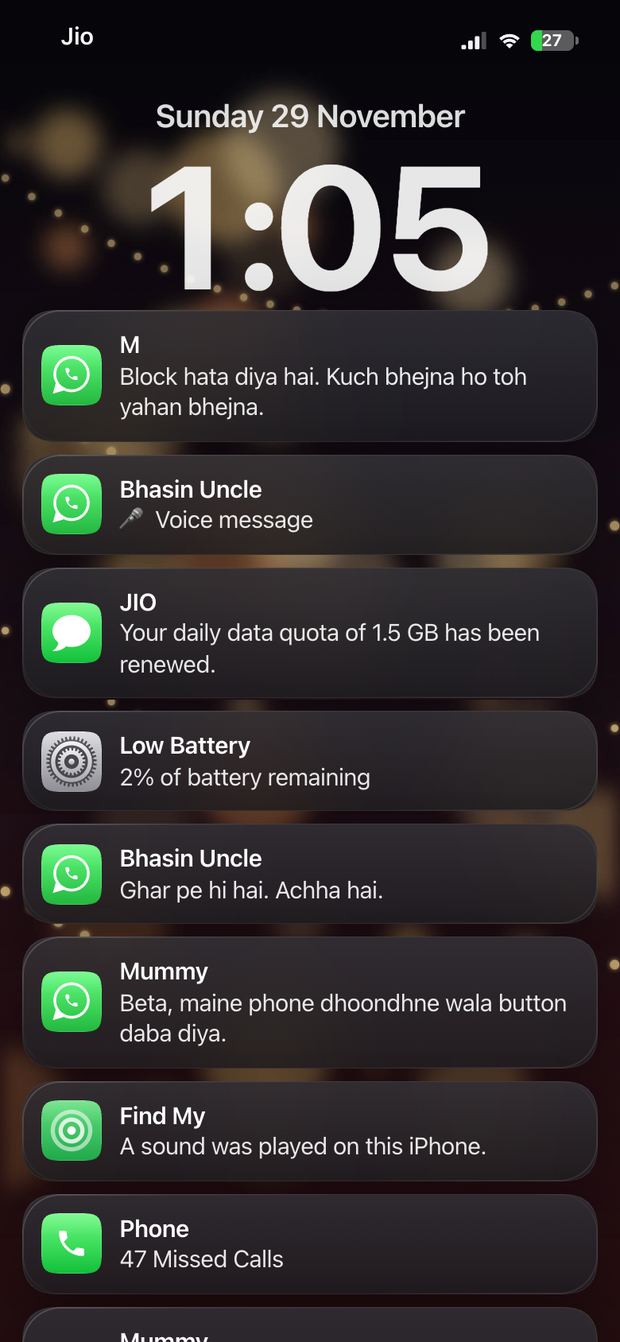 Jio
27
Sunday 29 November
1:05
M
Block hata diya hai. Kuch bhejna ho toh
yahan bhejna.
Bhasin Uncle
🎤 Voice message
JIO
Your daily data quota of 1.5 GB has been
renewed.
Low Battery
2% of battery remaining
Bhasin Uncle
Ghar pe hi hai. Achha hai.
Mummy
Beta, maine phone dhoondhne wala button
daba diya.
Find My
A sound was played on this iPhone.
Phone
47 Missed Calls
Mummy